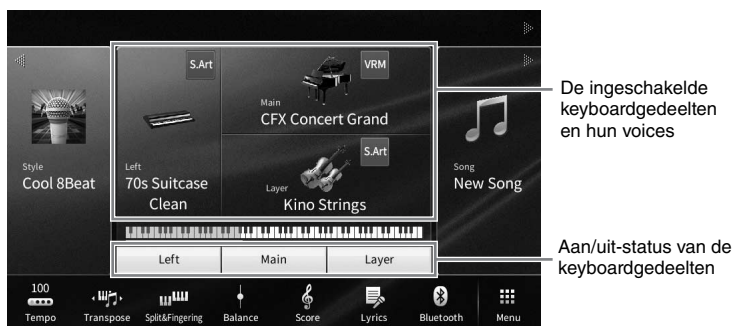 S.Art
VRM
Main
CFX Concert Grand
Left
70s Suitcase
Clean
S.Art
Layer
Kino Strings
Style
Cool 8Beat
Song
New Song
Left
Main
Layer
100
Tempo
Transpose
Split&Fingering
Balance
Score
Lyrics
Bluetooth
Menu
De ingeschakelde
keyboardgedeelten
en hun voices
Aan/uit-status van de
keyboardgedeelten